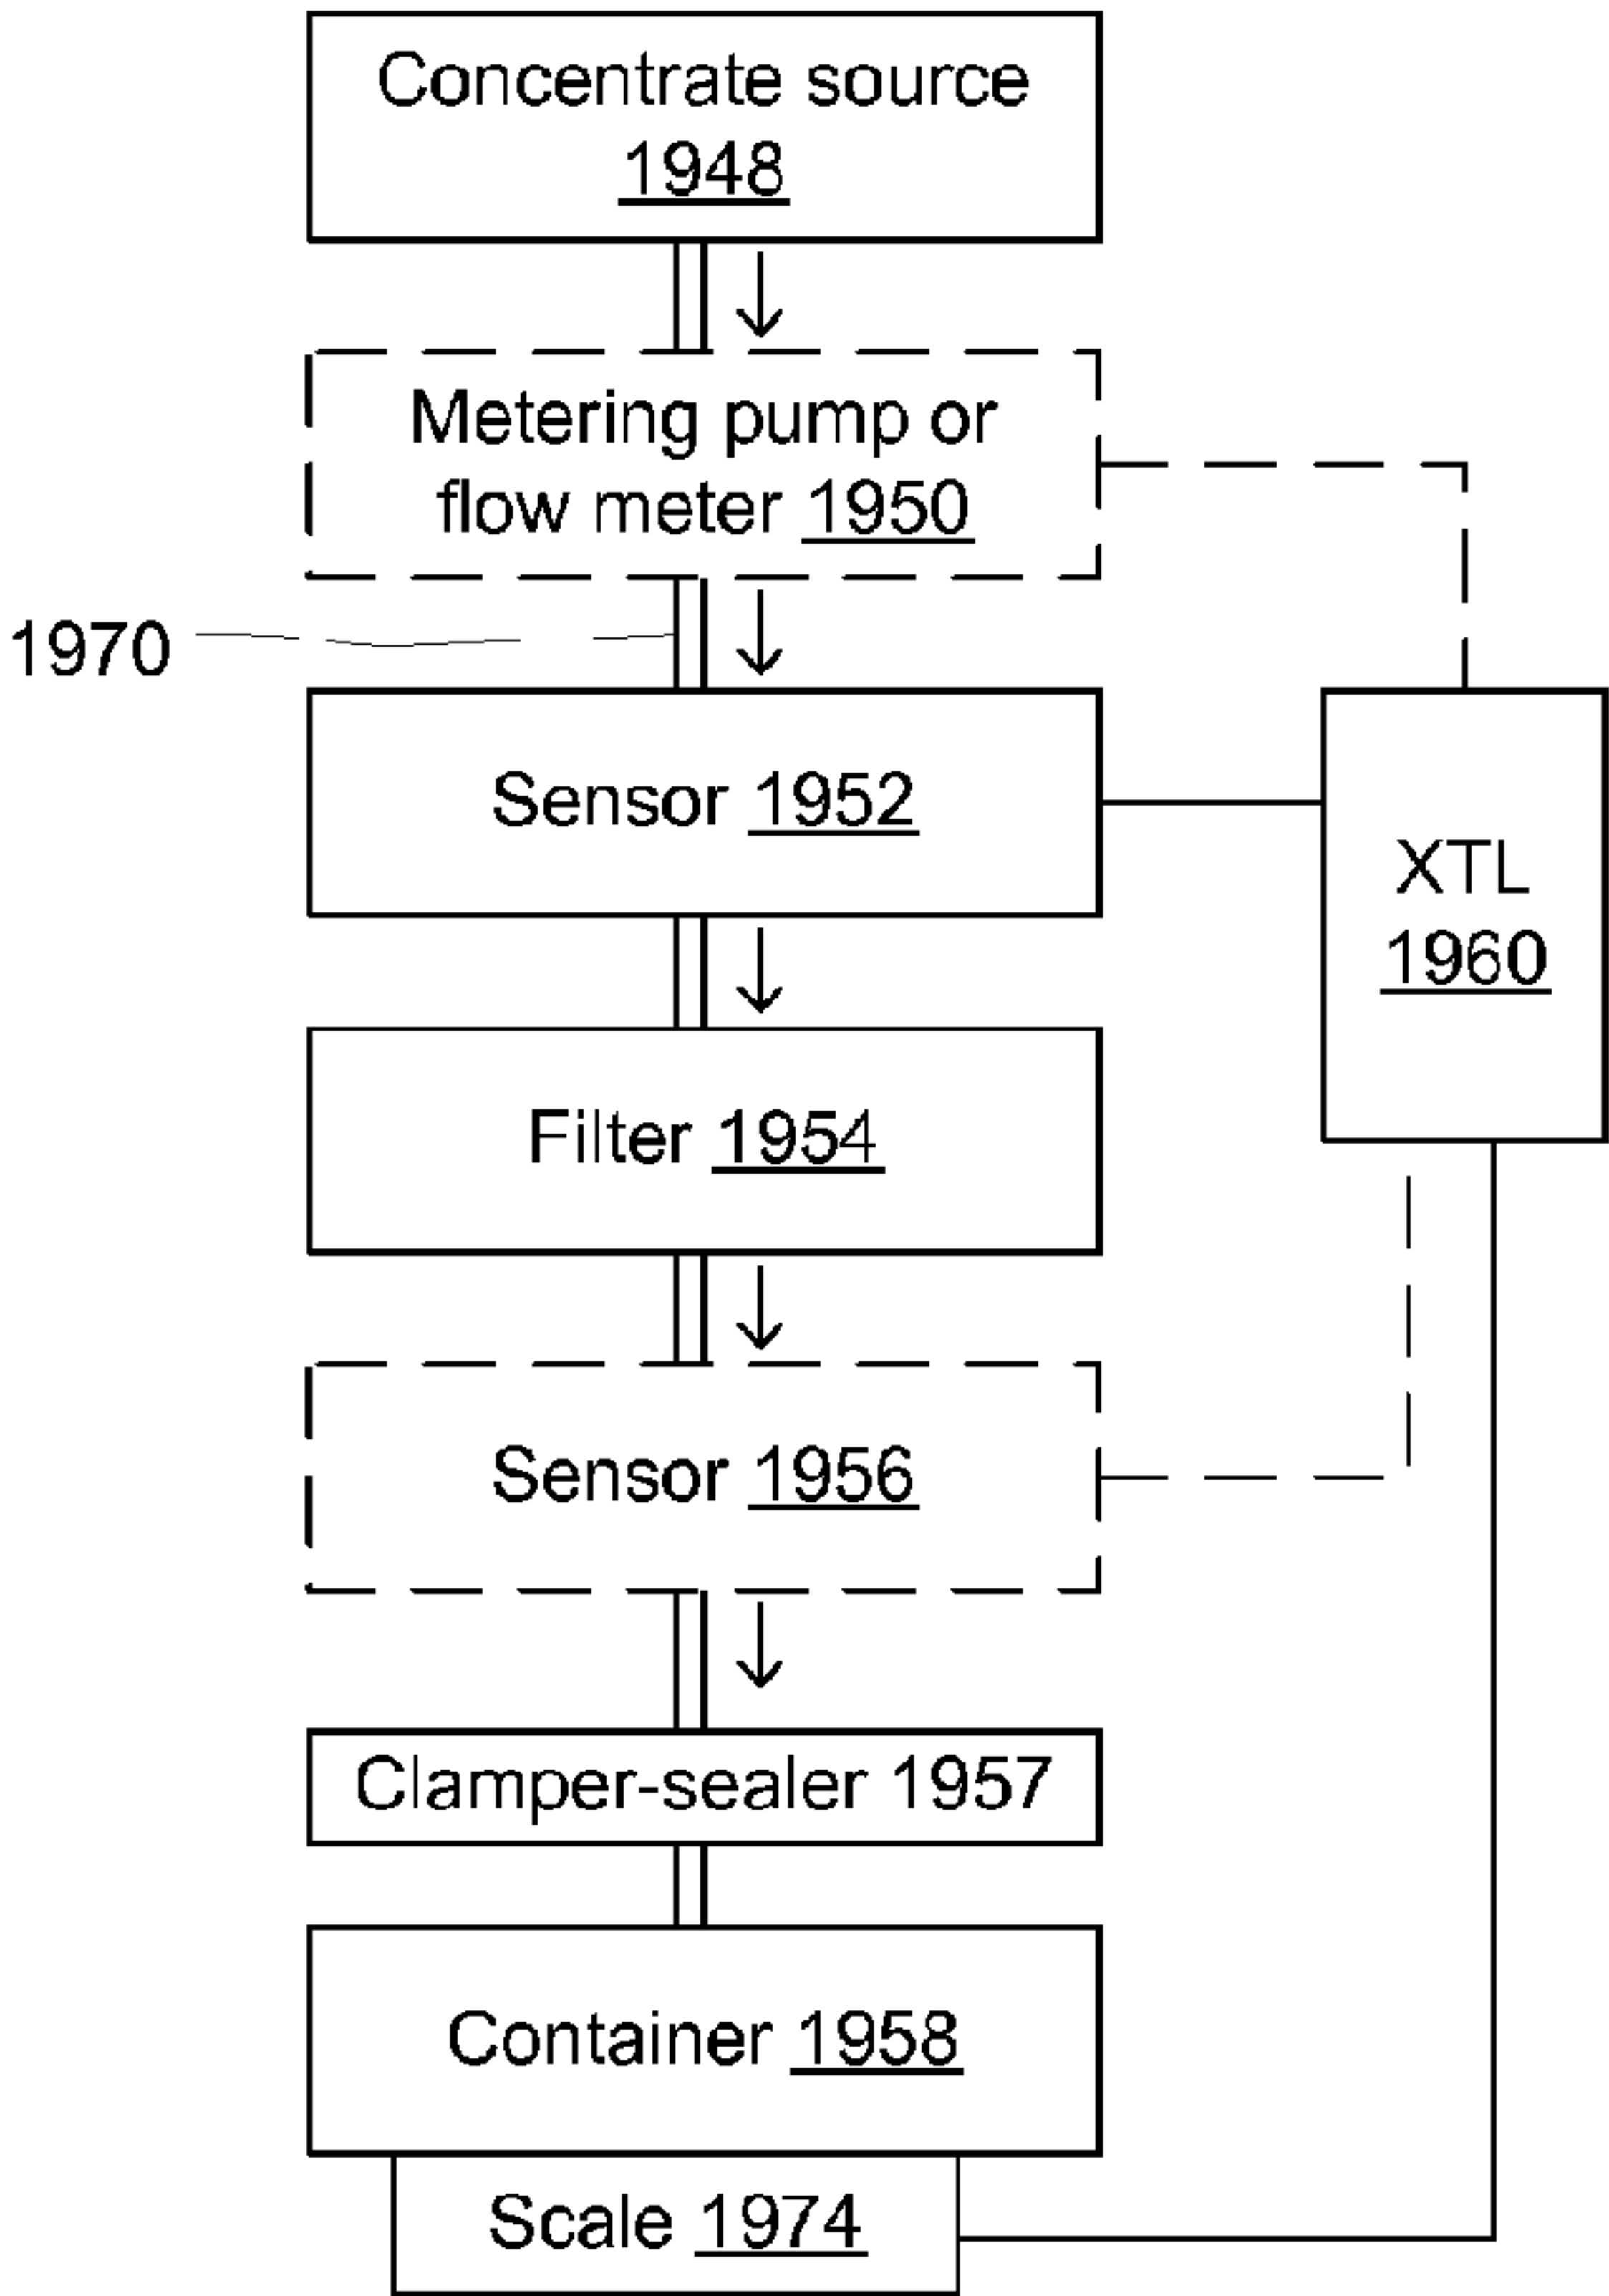 Concentrate source
1948
Metering pump or
flow meter 1950
1970
Sensor 1952
XTL
1960
Filter 1954
Sensor 1956
Clamper-sealer 1957
Container 1958
Scale 1974